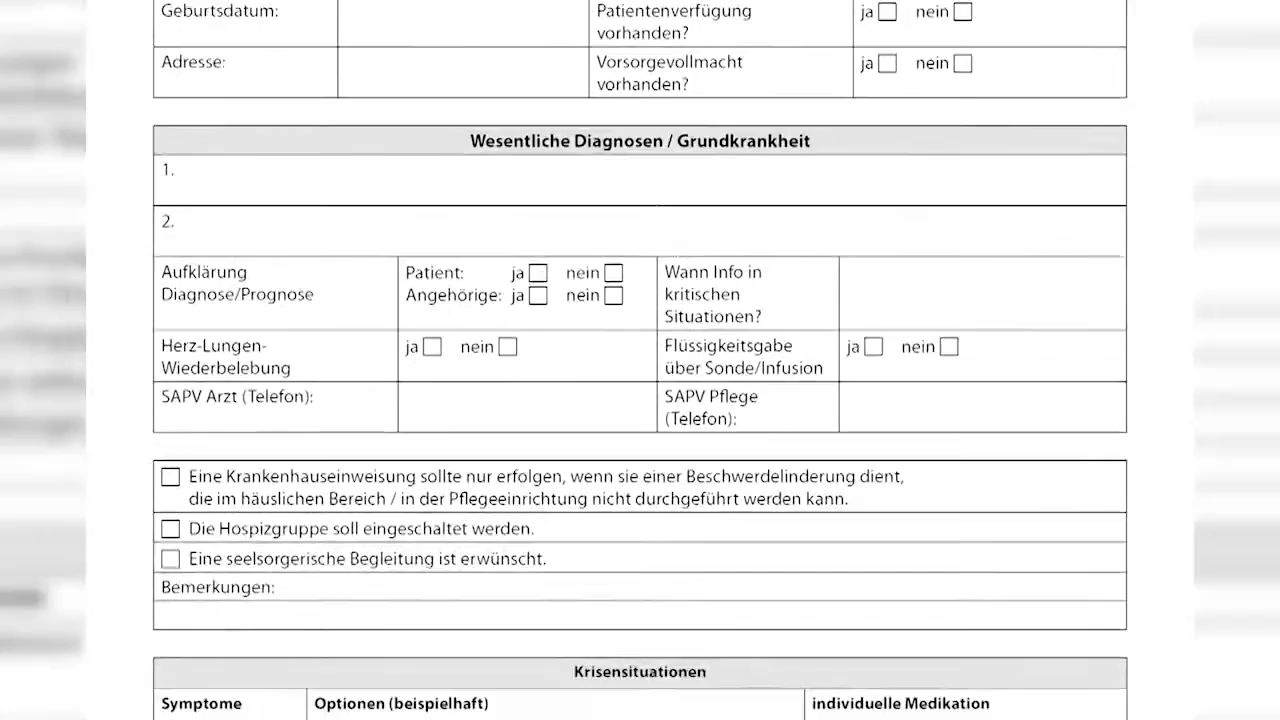 Geburtsdatum:
Patientenverfügung
vorhanden?
ja nein
Adresse:
Vorsorgevollmacht
vorhanden?
ja nein
Wesentliche Diagnosen / Grundkrankheit
1.
2.
Aufklärung
Diagnose/Prognose
Patient: ja nein
Angehörige: ja nein
Wann Info in
kritischen
Situationen?
Herz-Lungen-
Wiederbelebung
ja nein
Flüssigkeitsgabe
über Sonde/Infusion
ja nein
SAPV Arzt (Telefon):
SAPV Pflege
(Telefon):
Eine Krankenhauseinweisung sollte nur erfolgen, wenn sie einer Beschwerdelinderung dient,
die im häuslichen Bereich / in der Pflegeeinrichtung nicht durchgeführt werden kann.
Die Hospizgruppe soll eingeschaltet werden.
Eine seelsorgerische Begleitung ist erwünscht.
Bemerkungen:
Krisensituationen
Symptome
Optionen (beispielhaft)
individuelle Medikation